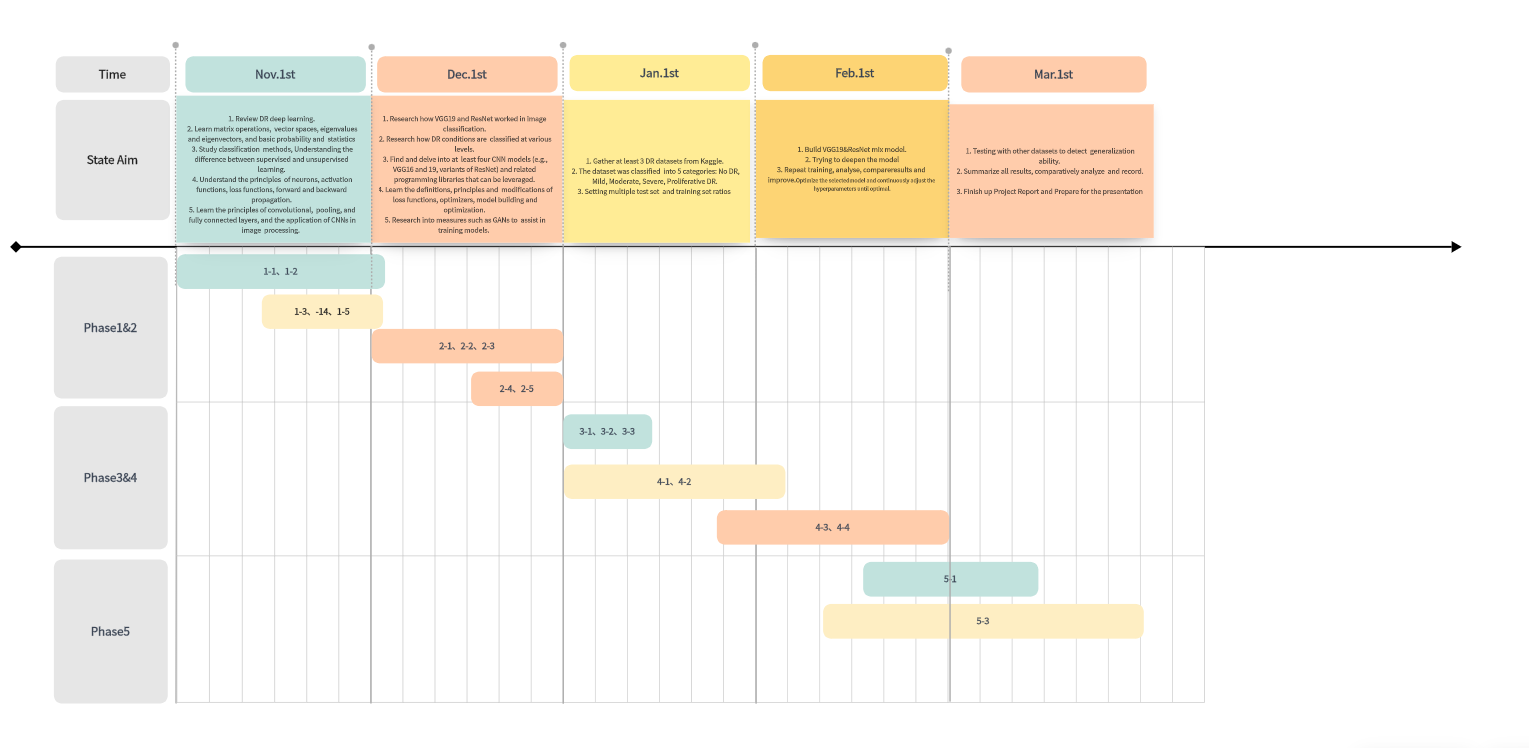 Time
Nov.1st
Dec.1st
Jan.1st
Feb.1st
Mar.1st
State Aim
1. Review DR deep learning.
2. Learn matrix operations, vector spaces, eigenvalues
and eigenvectors, and basic probability and statistics
3. Study classification methods, Understanding the
difference between supervised and unsupervised
learning.
4. Understand the principles of neurons, activation
functions, loss functions, forward and backward
propagation.
5. Learn the principles of convolutional, pooling, and
fully connected layers, and the application of CNNs in
image processing.
1. Research how VGG19 and ResNet worked in image
classification.
2. Research how DR conditions are classified at various
levels.
3. Find and delve into at least four CNN models (e.g.,
VGG16 and 19, variants of ResNet) and related
programming libraries that can be leveraged.
4. Learn the definitions, principles and modifications of
loss functions, optimizers, model building and
optimization.
5. Research into measures such as GANs to assist in
training models.
1. Gather at least 3 DR datasets from Kaggle.
2. The dataset was classified into 5 categories: No DR,
Mild, Moderate, Severe, Proliferative DR.
3. Setting multiple test set and training set ratios
1. Build VGG19&ResNet mix model.
2. Trying to deepen the model
3. Repeat training, analyse, compareresults and
improve.Optimize the selectedmodel and continuously adjust the
hyperparameters until optimal.
1. Testing with other datasets to detect generalization
ability.
2. Summarize all results, comparatively analyze and record.
3. Finish up Project Report and Prepare for the presentation
Phase1&2
1-1、1-2
1-3、-14、1-5
2-1、2-2、2-3
2-4、2-5
Phase3&4
3-1、3-2、3-3
4-1、4-2
4-3、4-4
Phase5
5-1
5-3